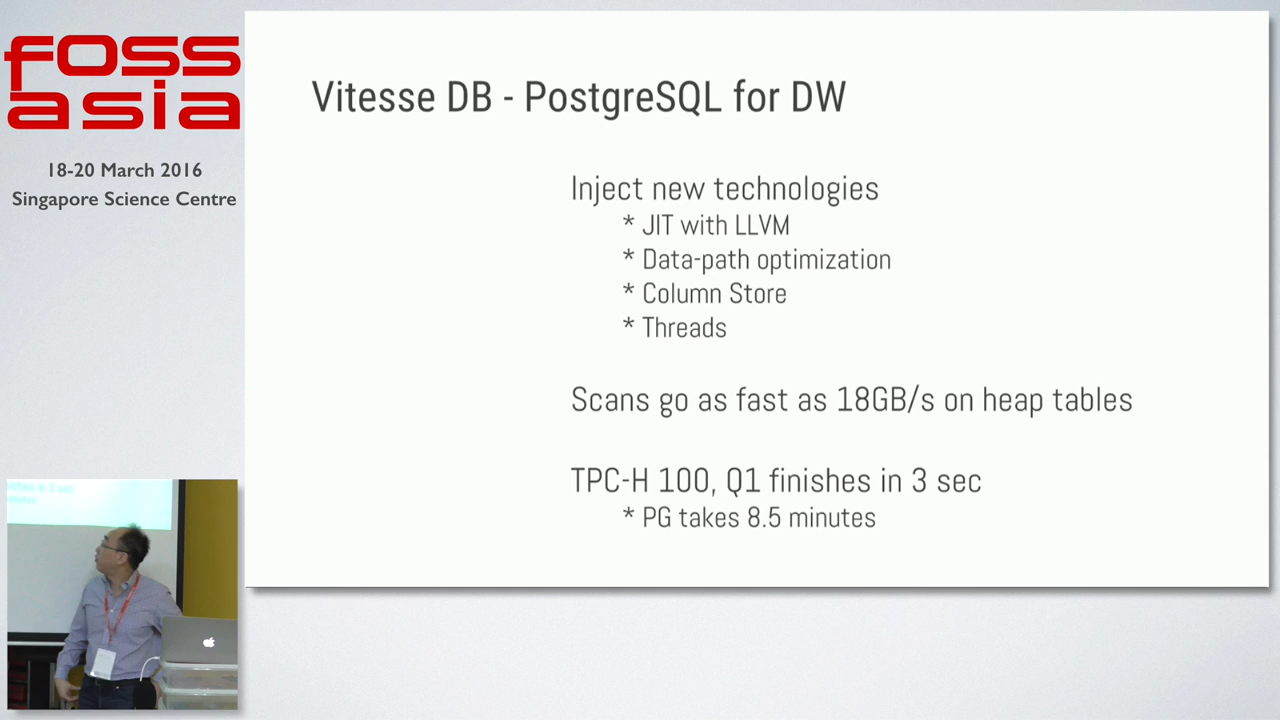 foss
asia
18-20 March 2016
Singapore Science Centre
Vitesse DB - PostgreSQL for DW
Inject new technologies
* JIT with LLVM
* Data-path optimization
* Column Store
* Threads
Scans go as fast as 18GB/s on heap tables
TPC-H 100, Q1 finishes in 3 sec
* PG takes 8.5 minutes